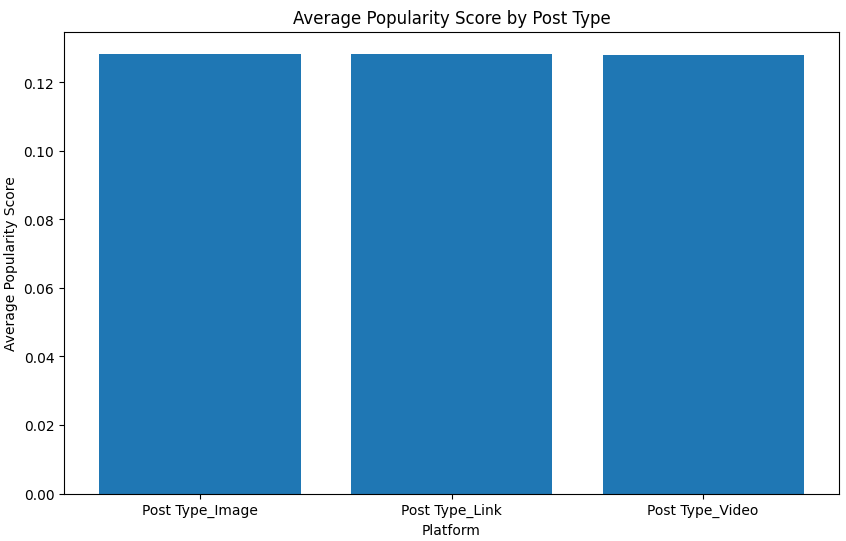 Average Popularity Score by Post Type
Average Popularity Score
0.12
0.10
0.08
0.06
0.04
0.02
0.00
Post Type_Image Post Type_Link Post Type_Video
Platform